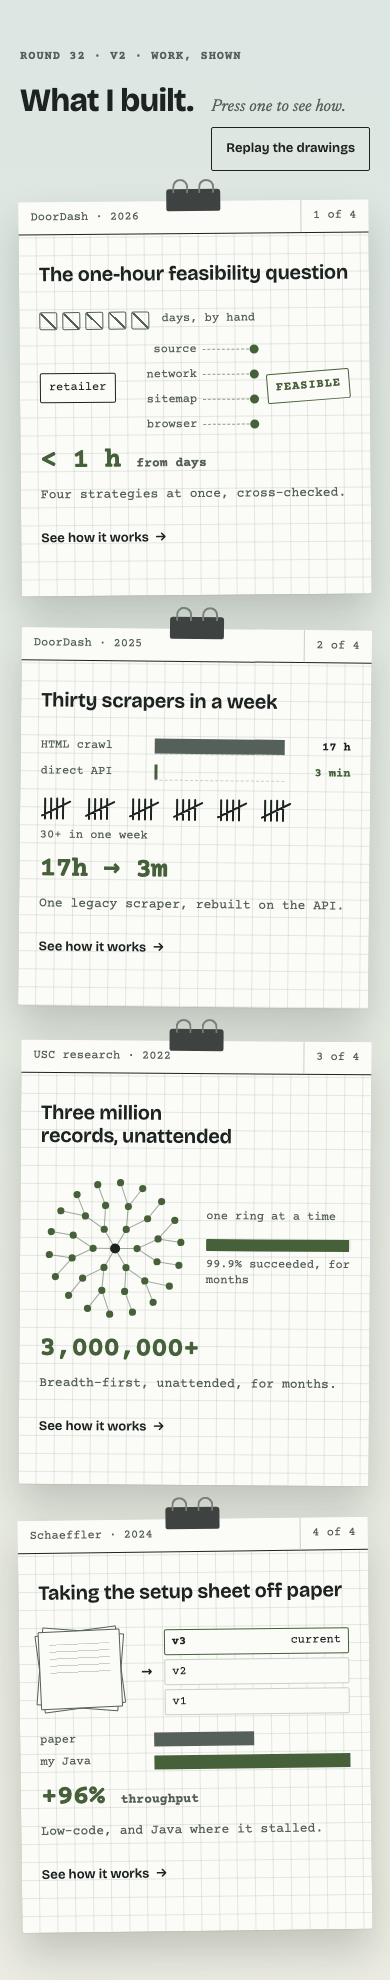 ROUND 32 · V2 · WORK, SHOWN
What I built.
Press one to see how.
Replay the drawings
DoorDash · 2026
1 of 4
The one-hour feasibility question
days, by hand
source
network
retailer
FEASIBLE
sitemap
browser
< 1 h from days
Four strategies at once, cross-checked.
See how it works →
DoorDash · 2025
2 of 4
Thirty scrapers in a week
HTML crawl
17 h
direct API
3 min
30+ in one week
17h → 3m
One legacy scraper, rebuilt on the API.
See how it works →
USC research · 2022
3 of 4
Three million
records, unattended
one ring at a time
99.9% succeeded, for
months
3,000,000+
Breadth-first, unattended, for months.
See how it works →
Schaeffler · 2024
4 of 4
Taking the setup sheet off paper
v3 current
→
v2
v1
paper
my Java
+96% throughput
Low-code, and Java where it stalled.
See how it works →